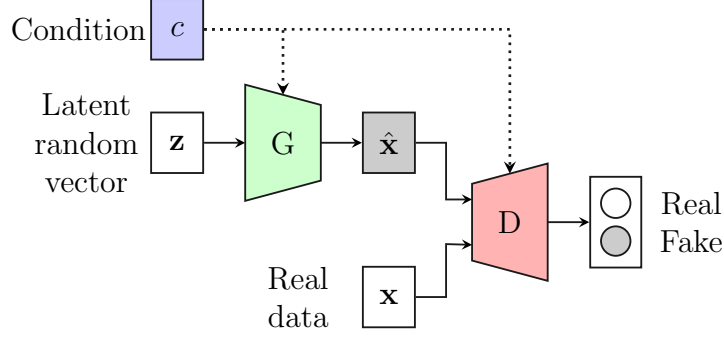 Condition c
Latent
random
vector
z
G
x̂
D
Real
Fake
Real
data
x